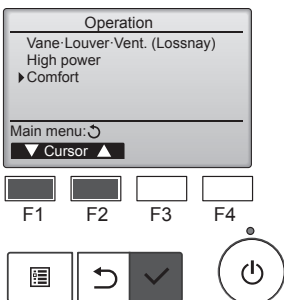 Operation
Vane·Louver·Vent. (Lossnay)
High power
Comfort
Main menu:
Cursor
F1 F2 F3 F4